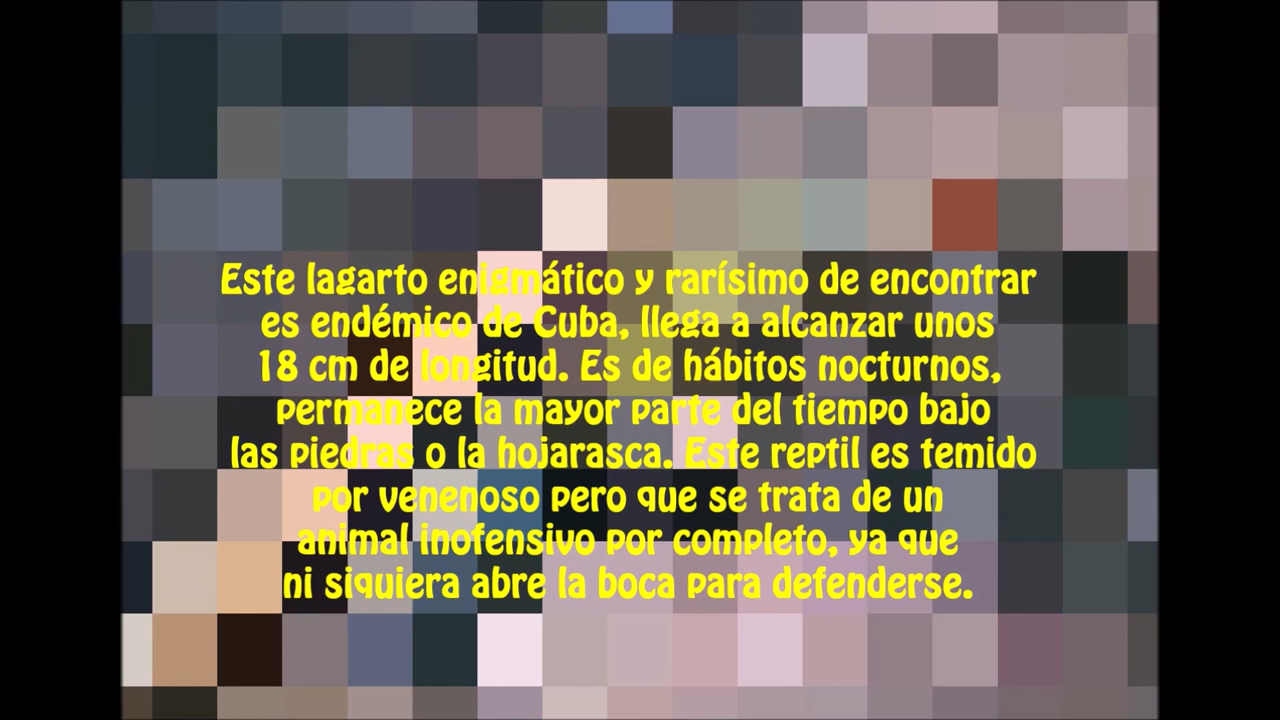 Este lagarto enigmático y rarísimo de encontrar
es endémico de Cuba, llega a alcanzar unos
18 cm de longitud. Es de hábitos nocturnos,
permanece la mayor parte del tiempo bajo
las piedras o la hojarasca. Este reptil es temido
por venenoso pero que se trata de un
animal inofensivo por completo, ya que
ni siquiera abre la boca para defenderse.